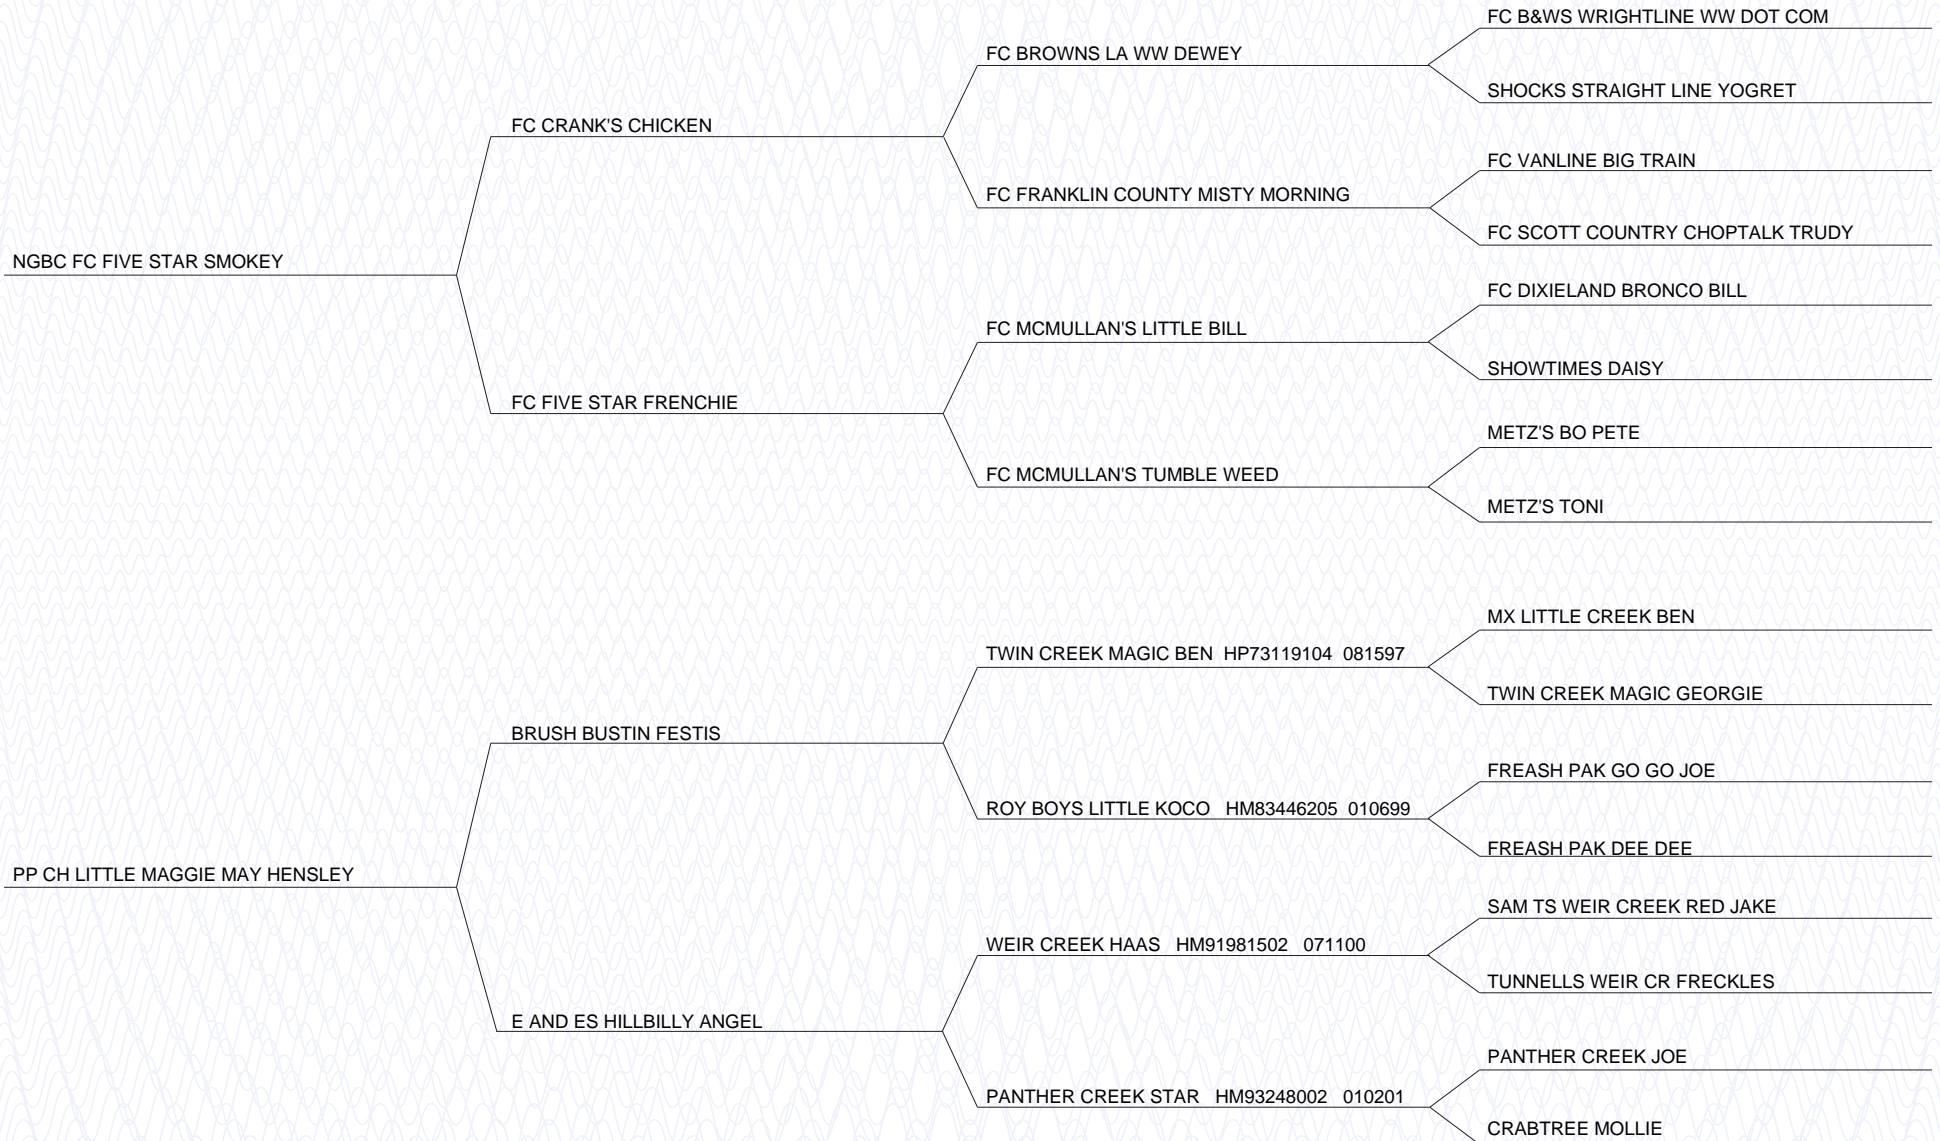 FC B&WS WRIGHTLINE WW DOT COM
FC BROWNS LA WW DEWEY
SHOCKS STRAIGHT LINE YOGRET
FC CRANK'S CHICKEN
FC VANLINE BIG TRAIN
FC FRANKLIN COUNTY MISTY MORNING
FC SCOTT COUNTRY CHOPTALK TRUDY
NGBC FC FIVE STAR SMOKEY
FC DIXIELAND BRONCO BILL
FC MCMULLAN'S LITTLE BILL
SHOWTIMES DAISY
FC FIVE STAR FRENCHIE
METZ'S BO PETE
FC MCMULLAN'S TUMBLE WEED
METZ'S TONI
MX LITTLE CREEK BEN
TWIN CREEK MAGIC BEN HP73119104 081597
TWIN CREEK MAGIC GEORGIE
BRUSH BUSTIN FESTIS
FREASH PAK GO GO JOE
ROY BOYS LITTLE KOCO HM83446205 010699
FREASH PAK DEE DEE
PP CH LITTLE MAGGIE MAY HENSLEY
SAM TS WEIR CREEK RED JAKE
WEIR CREEK HAAS HM91981502 071100
TUNNELLS WEIR CR FRECKLES
E AND ES HILLBILLY ANGEL
PANTHER CREEK JOE
PANTHER CREEK STAR HM93248002 010201
CRABTREE MOLLIE